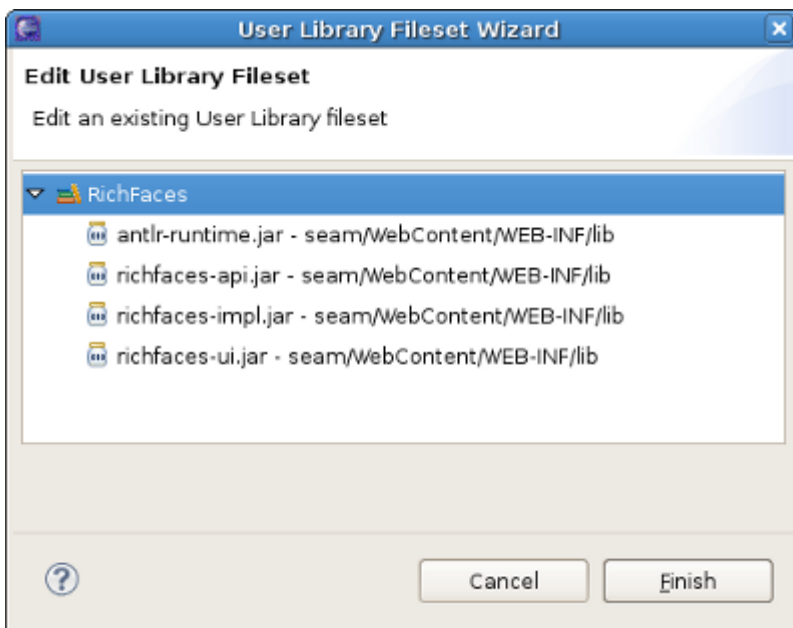 User Library Fileset Wizard
Edit User Library Fileset
Edit an existing User Library fileset
RichFaces
antlr-runtime.jar - seam/WebContent/WEB-INF/lib
richfaces-api.jar - seam/WebContent/WEB-INF/lib
richfaces-impl.jar - seam/WebContent/WEB-INF/lib
richfaces-ui.jar - seam/WebContent/WEB-INF/lib
Cancel
Finish